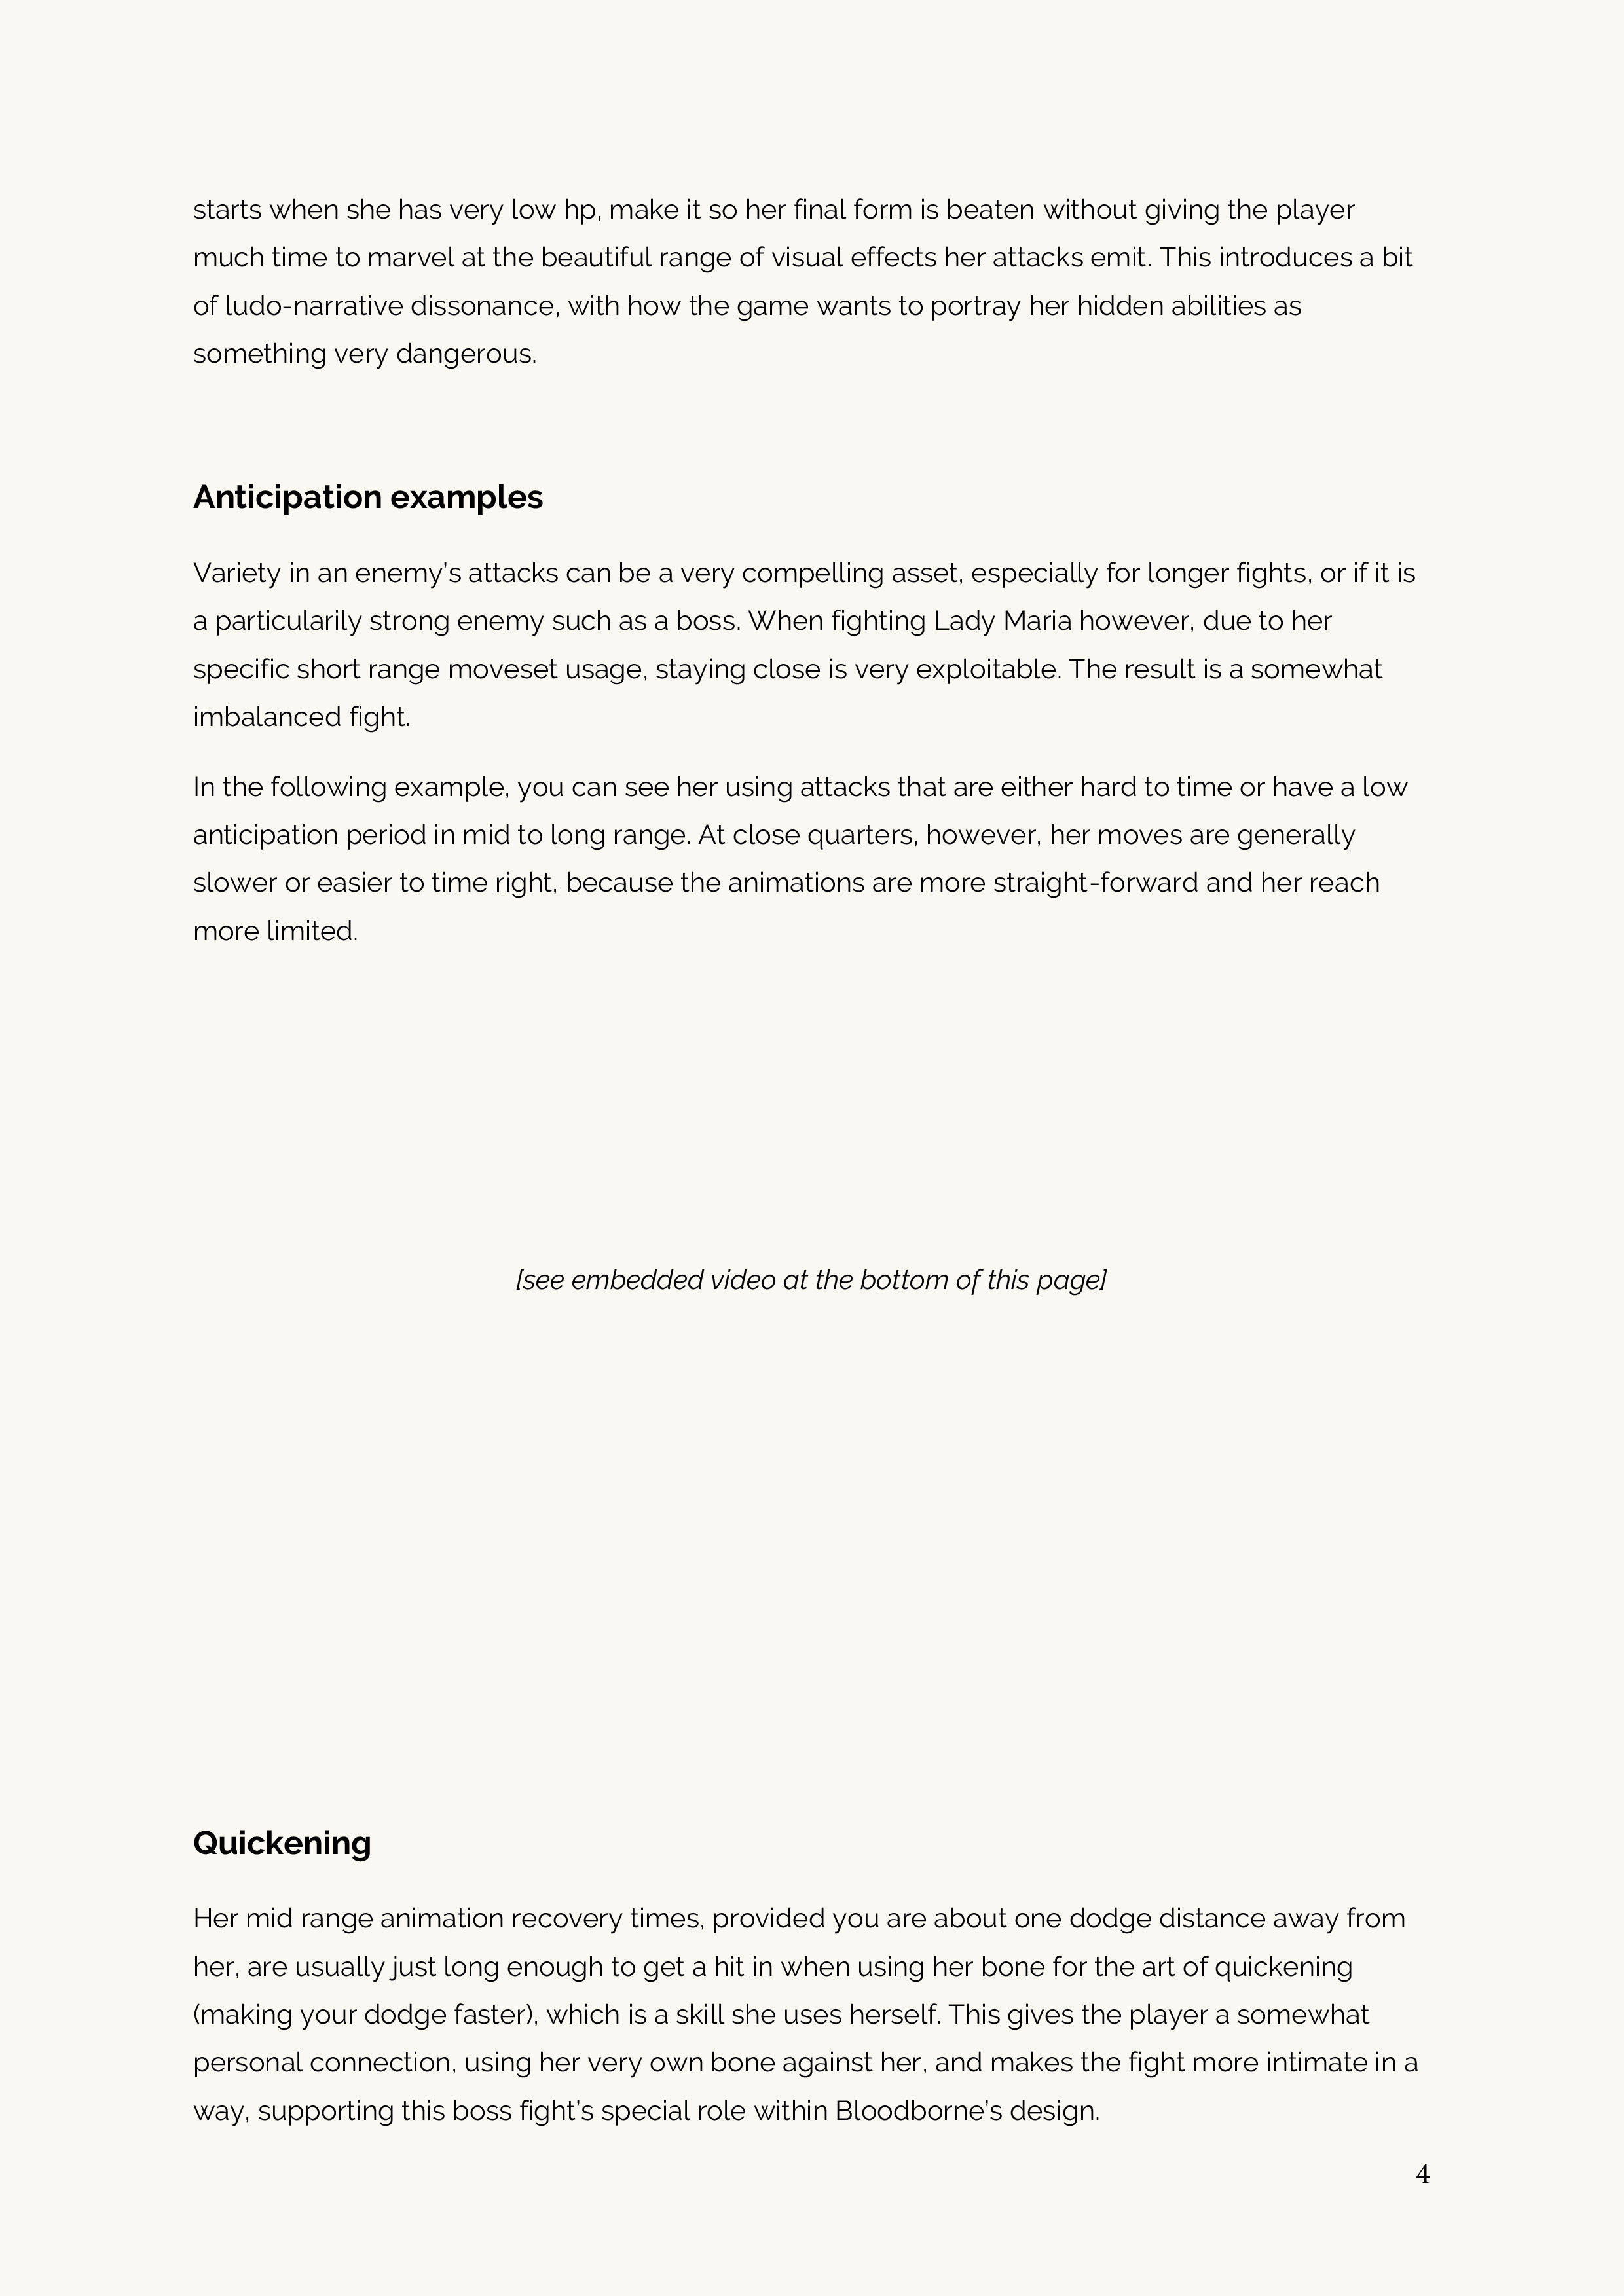 starts when she has very low hp, make it so her final form is beaten without giving the player
much time to marvel at the beautiful range of visual effects her attacks emit. This introduces a bit
of ludo-narrative dissonance, with how the game wants to portray her hidden abilities as
something very dangerous.
Anticipation examples
Variety in an enemy’s attacks can be a very compelling asset, especially for longer fights, or if it is
a particularily strong enemy such as a boss. When fighting Lady Maria however, due to her
specific short range moveset usage, staying close is very exploitable. The result is a somewhat
imbalanced fight.
In the following example, you can see her using attacks that are either hard to time or have a low
anticipation period in mid to long range. At close quarters, however, her moves are generally
slower or easier to time right, because the animations are more straight-forward and her reach
more limited.
[see embedded video at the bottom of this page]
Quickening
Her mid range animation recovery times, provided you are about one dodge distance away from
her, are usually just long enough to get a hit in when using her bone for the art of quickening
(making your dodge faster), which is a skill she uses herself. This gives the player a somewhat
personal connection, using her very own bone against her, and makes the fight more intimate in a
way, supporting this boss fight’s special role within Bloodborne’s design.
4